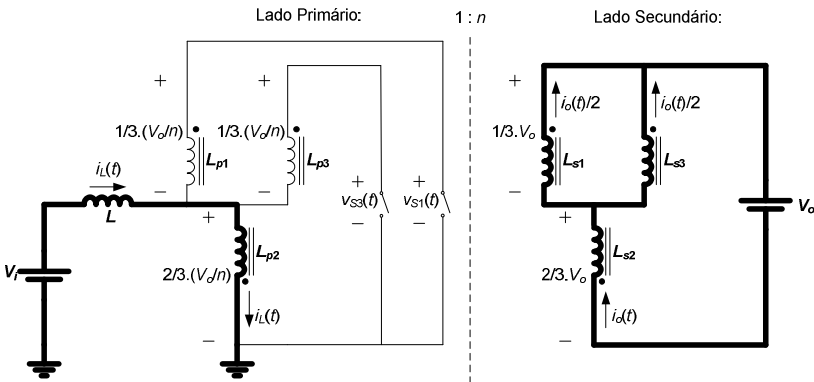 Lado Primário:
1 : n
Lado Secundário:
+
+
+
1/3.(Vo/n)
1/3.(Vo/n)
Lp1
Lp3
−
−
iL(t)
L
+
Lp2
2/3.(Vo/n)
iL(t)
−
Vi
+
vS3(t)
−
+
vS1(t)
−
io(t)/2
io(t)/2
1/3.Vo
Ls1
Ls3
−
+
Ls2
2/3.Vo
io(t)
−
Vo